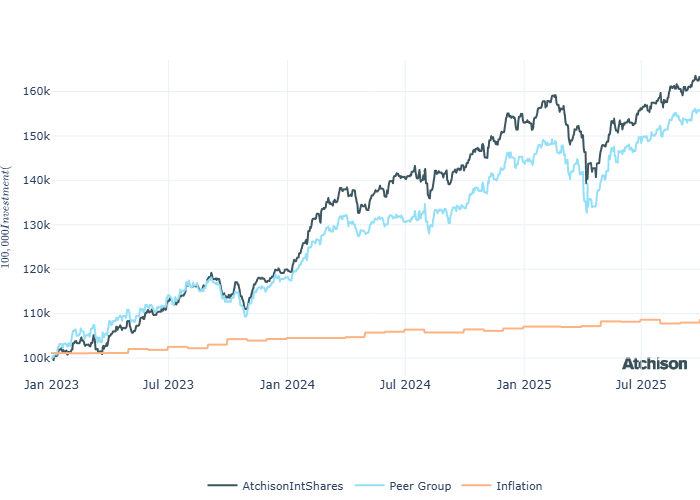 160k
150k
140k
130k
120k
110k
100k
100,000Investment(
Jan 2023
Jul 2023
Jan 2024
Jul 2024
Jan 2025
Jul 2025
Atchison
AtchisonIntShares
Peer Group
Inflation